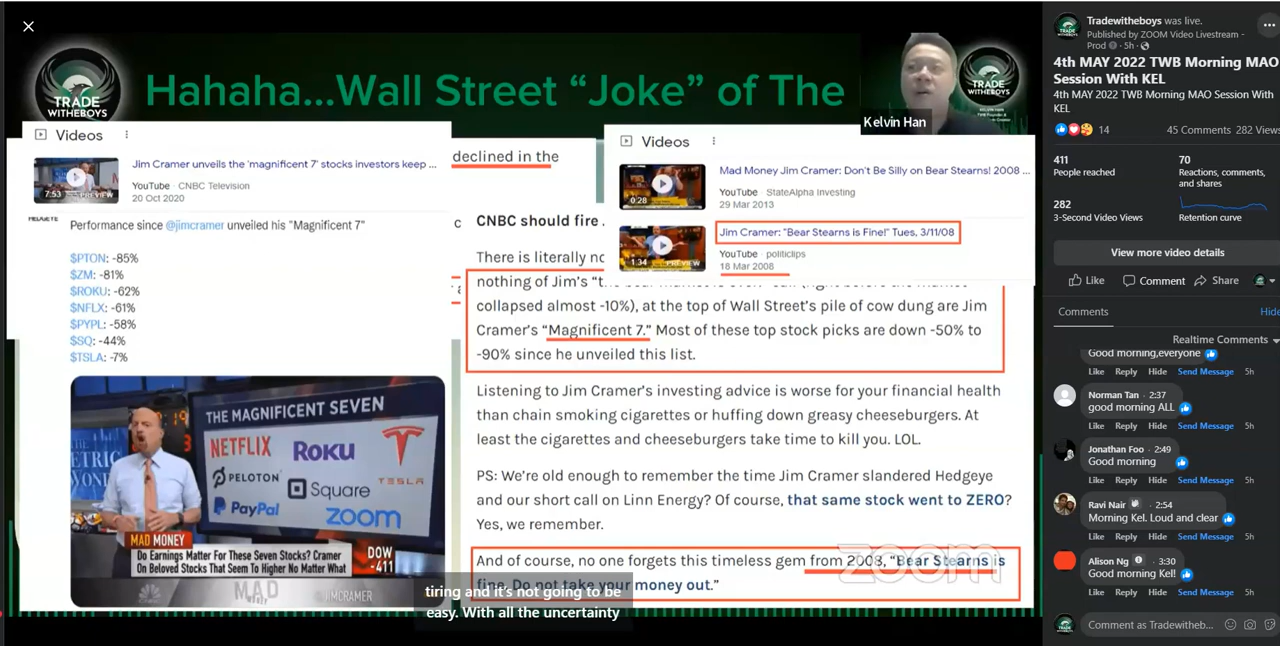 TRADE
WITHEBOYS
Hahaha...Wall Street “Joke” of The
TRADE
WITHEBOYS
Kelvin Han
Videos
Jim Cramer unveils the 'magnificent 7' stocks investors keep ...
7:53 PREVIEW
YouTube · CNBC Television
20 Oct 2020
Performance since @jimcramer unveiled his "Magnificent 7"
$PTON: -85%
$ZM: -81%
$ROKU: -62%
$NFLX: -61%
$PYPL: -58%
$SQ: -44%
$TSLA: -7%
THE MAGNIFICENT SEVEN
NETFLIX
ROKU
TESLA
PELOTON
Square
PayPal
zoom
MAD MONEY
Do Earnings Matter For These Seven Stocks? Cramer
On Beloved Stocks That Seem To Higher No Matter What
DOW
-411
MAD
@JIMCRAMER
declined in the
Videos
Mad Money Jim Cramer: Don't Be Silly on Bear Stearns! 2008 ...
0:28 PREVIEW
YouTube · StateAlpha Investing
29 Mar 2013
Jim Cramer: "Bear Stearns is Fine!" Tues, 3/11/08
1:34 PREVIEW
YouTube · politiclips
18 Mar 2008
CNBC should fire
There is literally no
nothing of Jim's
collapsed almost -10%), at the top of Wall Street's pile of cow dung are Jim
Cramer's “Magnificent 7.” Most of these top stock picks are down -50% to
-90% since he unveiled this list.
Listening to Jim Cramer's investing advice is worse for your financial health
than chain smoking cigarettes or huffing down greasy cheeseburgers. At
least the cigarettes and cheeseburgers take time to kill you. LOL.
PS: We're old enough to remember the time Jim Cramer slandered Hedgeye
and our short call on Linn Energy? Of course, that same stock went to ZERO?
Yes, we remember.
And of course, no one forgets this timeless gem from 2008, “Bear Stearns is
fine. Do not take your money out.”
zoom
tiring and it's not going to be
easy. With all the uncertainty
Tradewitheboys was live.
Published by ZOOM Video Livestream -
Prod · 5h ·
4th MAY 2022 TWB Morning MAO
Session With KEL
4th MAY 2022 TWB Morning MAO Session With
KEL
14
45 Comments 282 Views
411
People reached
70
Reactions, comments,
and shares
282
3-Second Video Views
Retention curve
View more video details
Like
Comment
Share
Comments
Hide
Realtime Comments
Good morning,everyone
Like Reply Hide Send Message 5h
Norman Tan · 2:37
good morning ALL
Like Reply Hide Send Message 5h
Jonathan Foo · 2:49
Good morning
Like Reply Hide Send Message 5h
Ravi Nair · 2:54
Morning Kel. Loud and clear
Like Reply Hide Send Message 5h
Alison Ng · 3:30
Good morning Kel!
Like Reply Hide Send Message 5h
Comment as Tradewitheb...